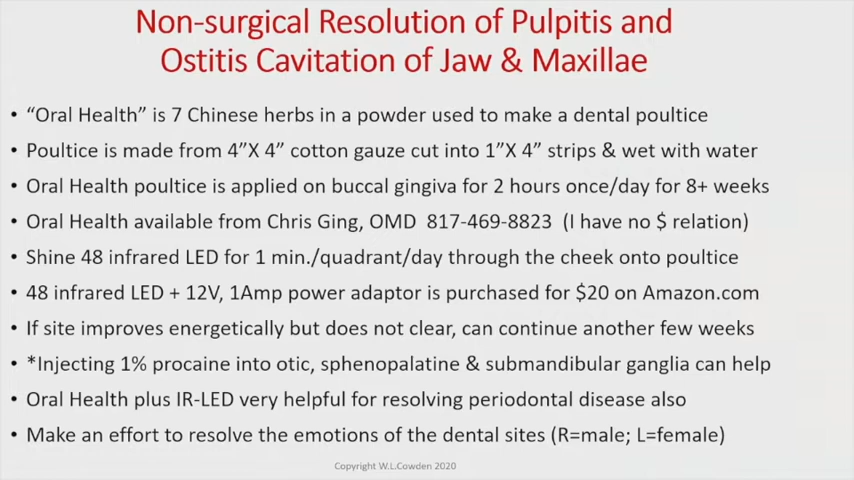 Non-surgical Resolution of Pulpitis and
Ostitis Cavitation of Jaw & Maxillae
• “Oral Health” is 7 Chinese herbs in a powder used to make a dental poultice
• Poultice is made from 4”X 4” cotton gauze cut into 1”X 4” strips & wet with water
• Oral Health poultice is applied on buccal gingiva for 2 hours once/day for 8+ weeks
• Oral Health available from Chris Ging, OMD 817-469-8823 (I have no $ relation)
• Shine 48 infrared LED for 1 min./quadrant/day through the cheek onto poultice
• 48 infrared LED + 12V, 1Amp power adaptor is purchased for $20 on Amazon.com
• If site improves energetically but does not clear, can continue another few weeks
• *Injecting 1% procaine into otic, sphenopalatine & submandibular ganglia can help
• Oral Health plus IR-LED very helpful for resolving periodontal disease also
• Make an effort to resolve the emotions of the dental sites (R=male; L=female)
Copyright W.L.Cowden 2020